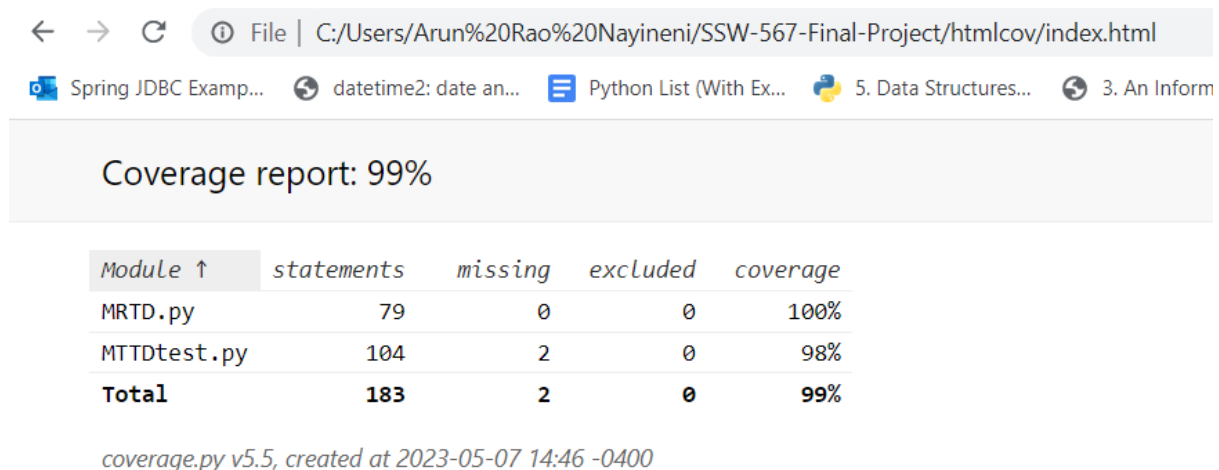 File | C:/Users/Arun%20Rao%20Nayineni/SSW-567-Final-Project/htmlcov/index.html
Spring JDBC Examp... datetime2: date an... Python List (With Ex... 5. Data Structures... 3. An Inform
Coverage report: 99%
Module ↑ statements missing excluded coverage
MRTD.py 79 0 0 100%
MTTDtest.py 104 2 0 98%
Total 183 2 0 99%
coverage.py v5.5, created at 2023-05-07 14:46 -0400